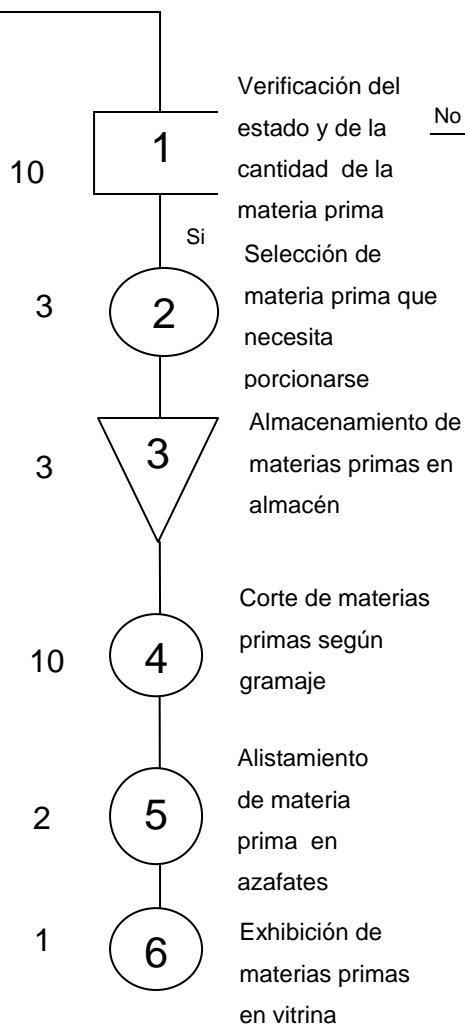 Verificación del
estado y de la
No
10
1
cantidad de la
materia prima
Si
3
2
Selección de
materia prima que
necesita
porcionarse
3
3
Almacenamiento de
materias primas en
almacén
10
4
Corte de materias
primas según
gramaje
2
5
Alistamiento
de materia
prima en
azafates
1
6
Exhibición de
materias primas
en vitrina